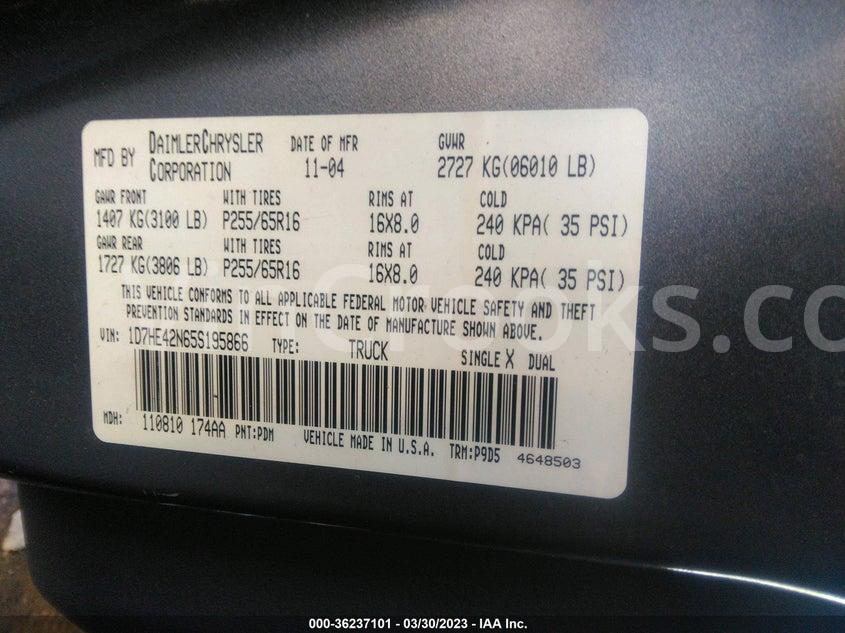 MFD BY DAIMLERCHRYSLER CORPORATION DATE OF MFR 11-04 GVWR 2727 KG(06010 LB)
GAWR FRONT WITH TIRES RIMS AT COLD
1407 KG(3100 LB) P255/65R16 16X8.0 240 KPA( 35 PSI)
GAWR REAR WITH TIRES RIMS AT COLD
1727 KG(3806 LB) P255/65R16 16X8.0 240 KPA( 35 PSI)
THIS VEHICLE CONFORMS TO ALL APPLICABLE FEDERAL MOTOR VEHICLE SAFETY AND THEFT
PREVENTION STANDARDS IN EFFECT ON THE DATE OF MANUFACTURE SHOWN ABOVE.
VIN: 1D7HE42N65S195866 TYPE: TRUCK SINGLE X DUAL
MDH: 110810 174AA PNT:PDM VEHICLE MADE IN U.S.A. TRM:P9D5 4648503
000-36237101 - 03/30/2023 - IAA Inc.